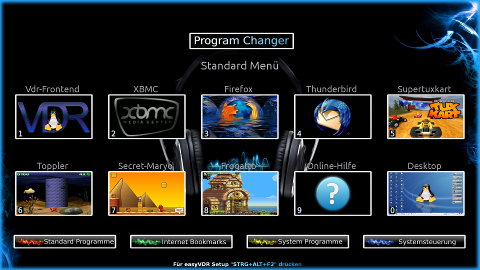 Program Changer
Standard Menü
Vdr-Frontend
XBMC
Firefox
Thunderbird
Supertuxkart
VDR
1
xbmc
MEDIA CENTER
2
3
4
TUX
KART
5
Toppler
Secret-Maryo
Frogatto
Online-Hilfe
Desktop
6
7
8
?
9
0
Standard Programme
Internet Bookmarks
System Programme
Systemsteuerung
Für easyVDR Setup "STRG+ALT+F2" drücken